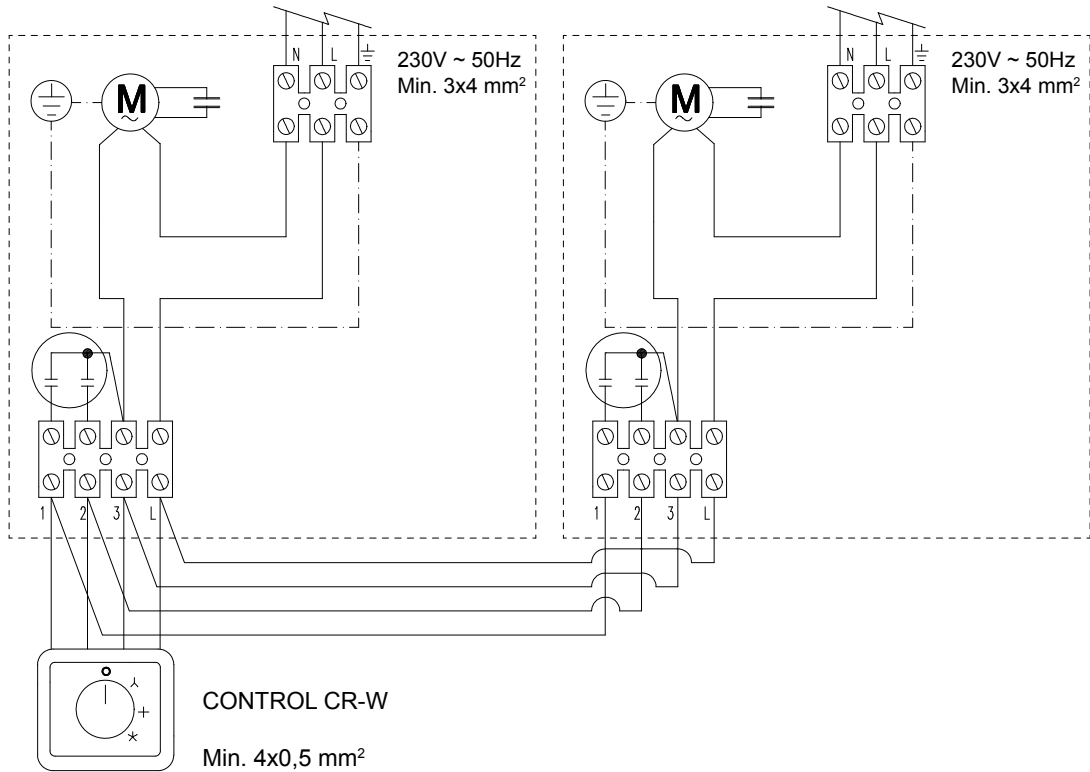 N L
230V ~ 50Hz
Min. 3x4 mm²
M
~
N L
230V ~ 50Hz
Min. 3x4 mm²
M
~
1 2 3 L
1 2 3 L
CONTROL CR-W
Min. 4x0,5 mm²